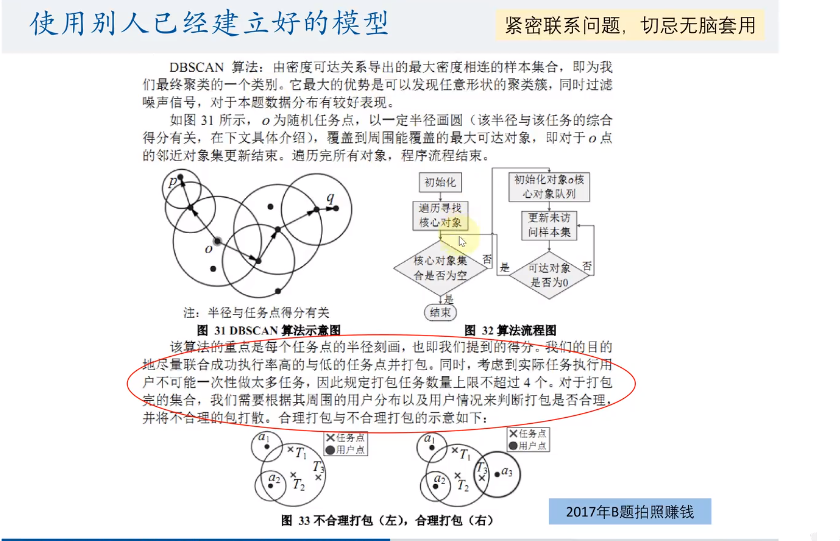 使用别人已经建立好的模型
紧密联系问题，切忌无脑套用
DBSCAN 算法：由密度可达关系导出的最大密度相连的样本集合，即为我
们最终聚类的一个类别。它最大的优势是可以发现任意形状的聚类簇，同时过滤
噪声信号，对于本题数据分布有较好表现。
如图 31 所示，o 为随机任务点，以一定半径画圆（该半径与该任务的综合
得分有关，在下文具体介绍），覆盖到周围能覆盖的最大可达对象，即对于 o 点
的邻近对象集更新结束。遍历完所有对象，程序流程结束。
p
q
o
初始化
遍历寻找
核心对象
核心对象集
合是否为空
否
是
结束
初始化对象o核
心对象队列
更新未访
问样本集
可达对象
是否为0
是
否
注：半径与任务点得分有关
图 31 DBSCAN 算法示意图
图 32 算法流程图
该算法的重点是每个任务点的半径刻画，也即我们提到的得分。我们的目的
地尽量联合成功执行率高的与低的任务点并打包。同时，考虑到实际任务执行用
户不可能一次性做太多任务，因此规定打包任务数量上限不超过 4 个。对于打包
完的集合，我们需要根据其周围的用户分布以及用户情况来判断打包是否合理，
并将不合理的包打散。合理打包与不合理打包的示意如下：
a1
T1
T3
a2
T2
×任务点
●用户点
a1
T1
T3
a3
a2
T2
×任务点
●用户点
图 33 不合理打包（左），合理打包（右）
2017年B题拍照赚钱